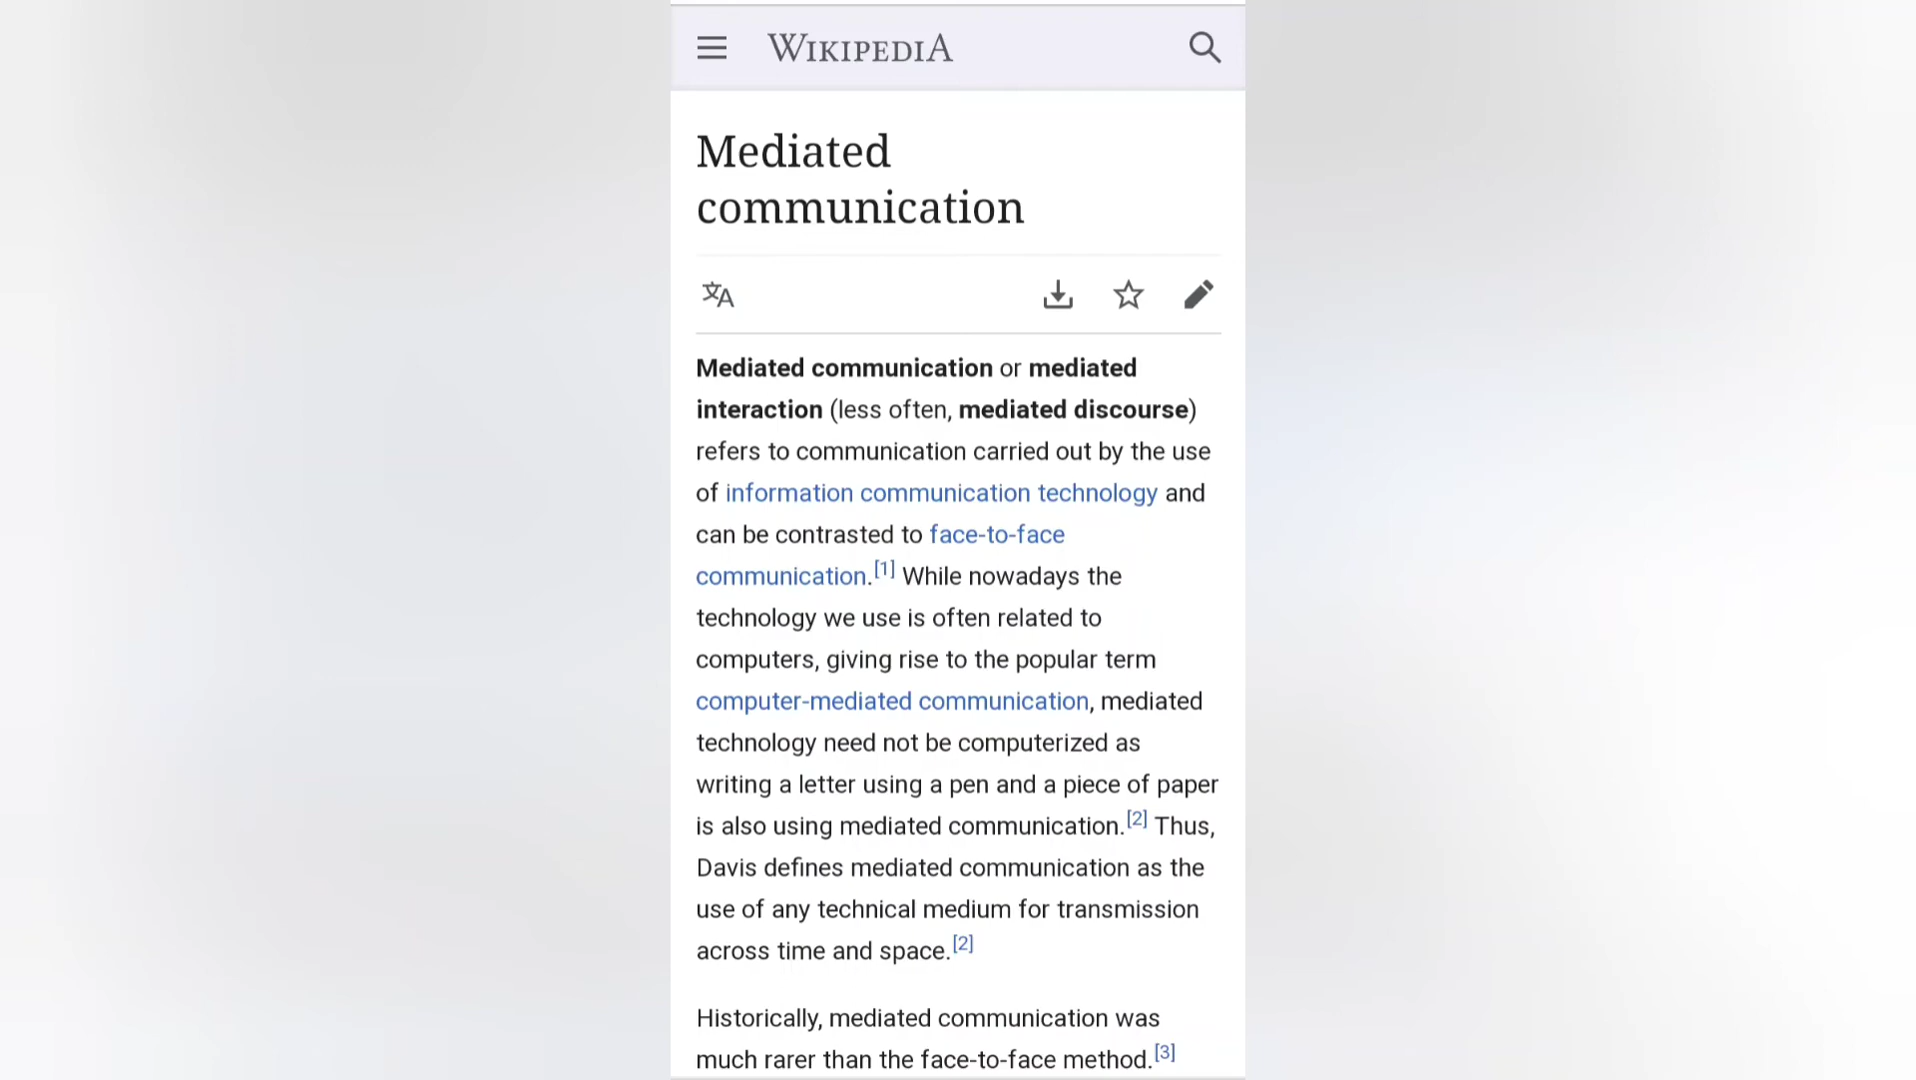 WIKIPEDIA
Mediated
communication
文A
Mediated communication or mediated
interaction (less often, mediated discourse)
refers to communication carried out by the use
of information communication technology and
can be contrasted to face-to-face
communication.[1] While nowadays the
technology we use is often related to
computers, giving rise to the popular term
computer-mediated communication, mediated
technology need not be computerized as
writing a letter using a pen and a piece of paper
is also using mediated communication.[2] Thus,
Davis defines mediated communication as the
use of any technical medium for transmission
across time and space.[2]
Historically, mediated communication was
much rarer than the face-to-face method.[3]